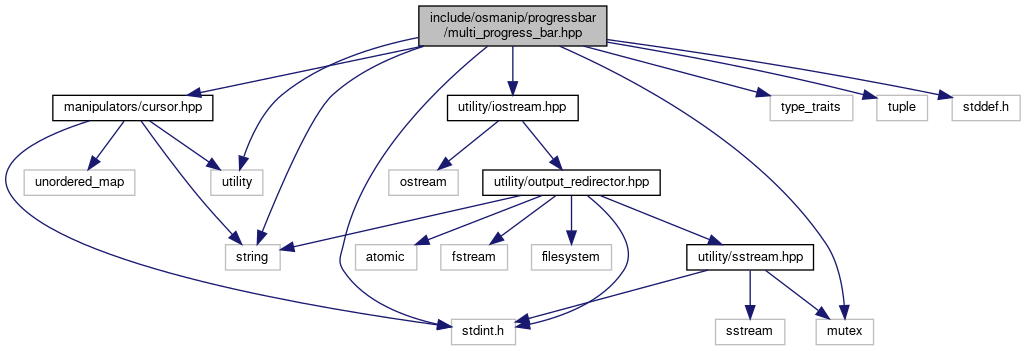 include/osmanip/progressbar
/multi_progress_bar.hpp
manipulators/cursor.hpp
utility/iostream.hpp
type_traits
tuple
stddef.h
unordered_map
utility
ostream
utility/output_redirector.hpp
string
atomic
fstream
filesystem
utility/sstream.hpp
stdint.h
sstream
mutex